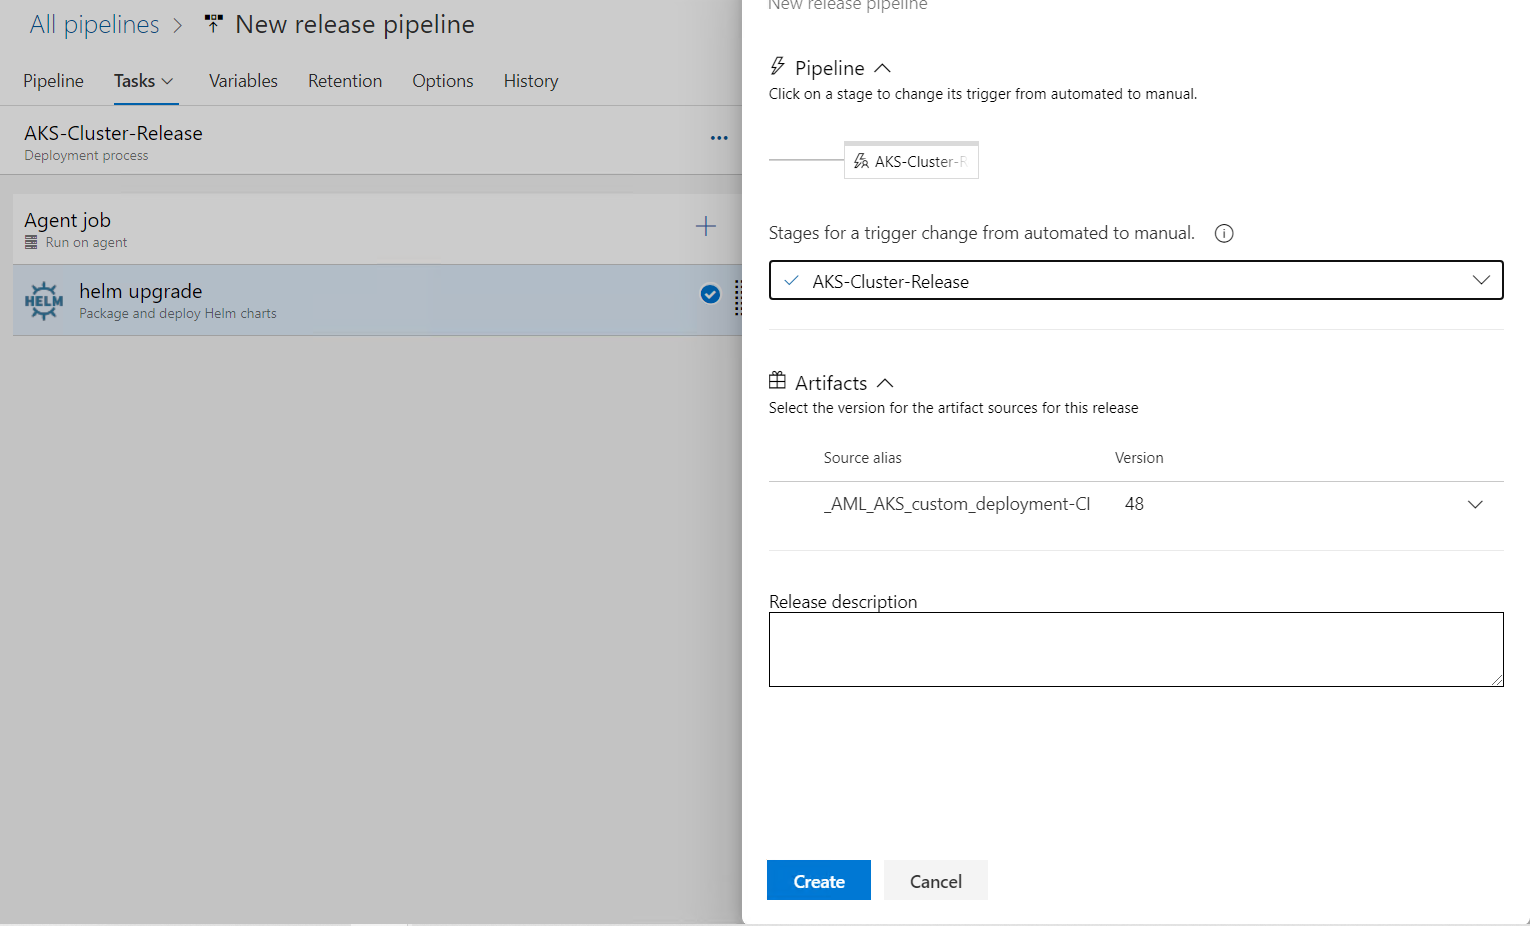 All pipelines > New release pipeline
Pipeline Tasks Variables Retention Options History
AKS-Cluster-Release
Deployment process
...
Agent job
Run on agent
HELM
helm upgrade
Package and deploy Helm charts
New release pipeline
Pipeline
Click on a stage to change its trigger from automated to manual.
AKS-Cluster-R
Stages for a trigger change from automated to manual.
AKS-Cluster-Release
Artifacts
Select the version for the artifact sources for this release
Source alias Version
_AML_AKS_custom_deployment-CI 48
Release description
Create Cancel